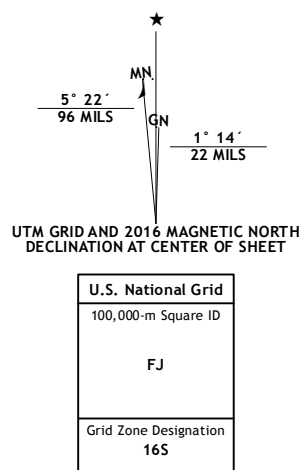 MN.
5° 22´
96 MILS
GN
1° 14´
22 MILS
UTM GRID AND 2016 MAGNETIC NORTH
DECLINATION AT CENTER OF SHEET
U.S. National Grid
100,000-m Square ID
FJ
Grid Zone Designation
16S